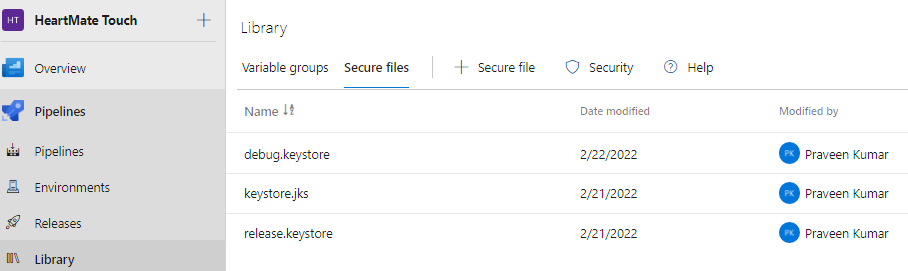 HT HeartMate Touch +
Overview
Pipelines
Pipelines
Environments
Releases
Library
Library
Variable groups Secure files + Secure file Security ? Help
Name Date modified Modified by
debug.keystore 2/22/2022 PK Praveen Kumar
keystore.jks 2/21/2022 PK Praveen Kumar
release.keystore 2/21/2022 PK Praveen Kumar